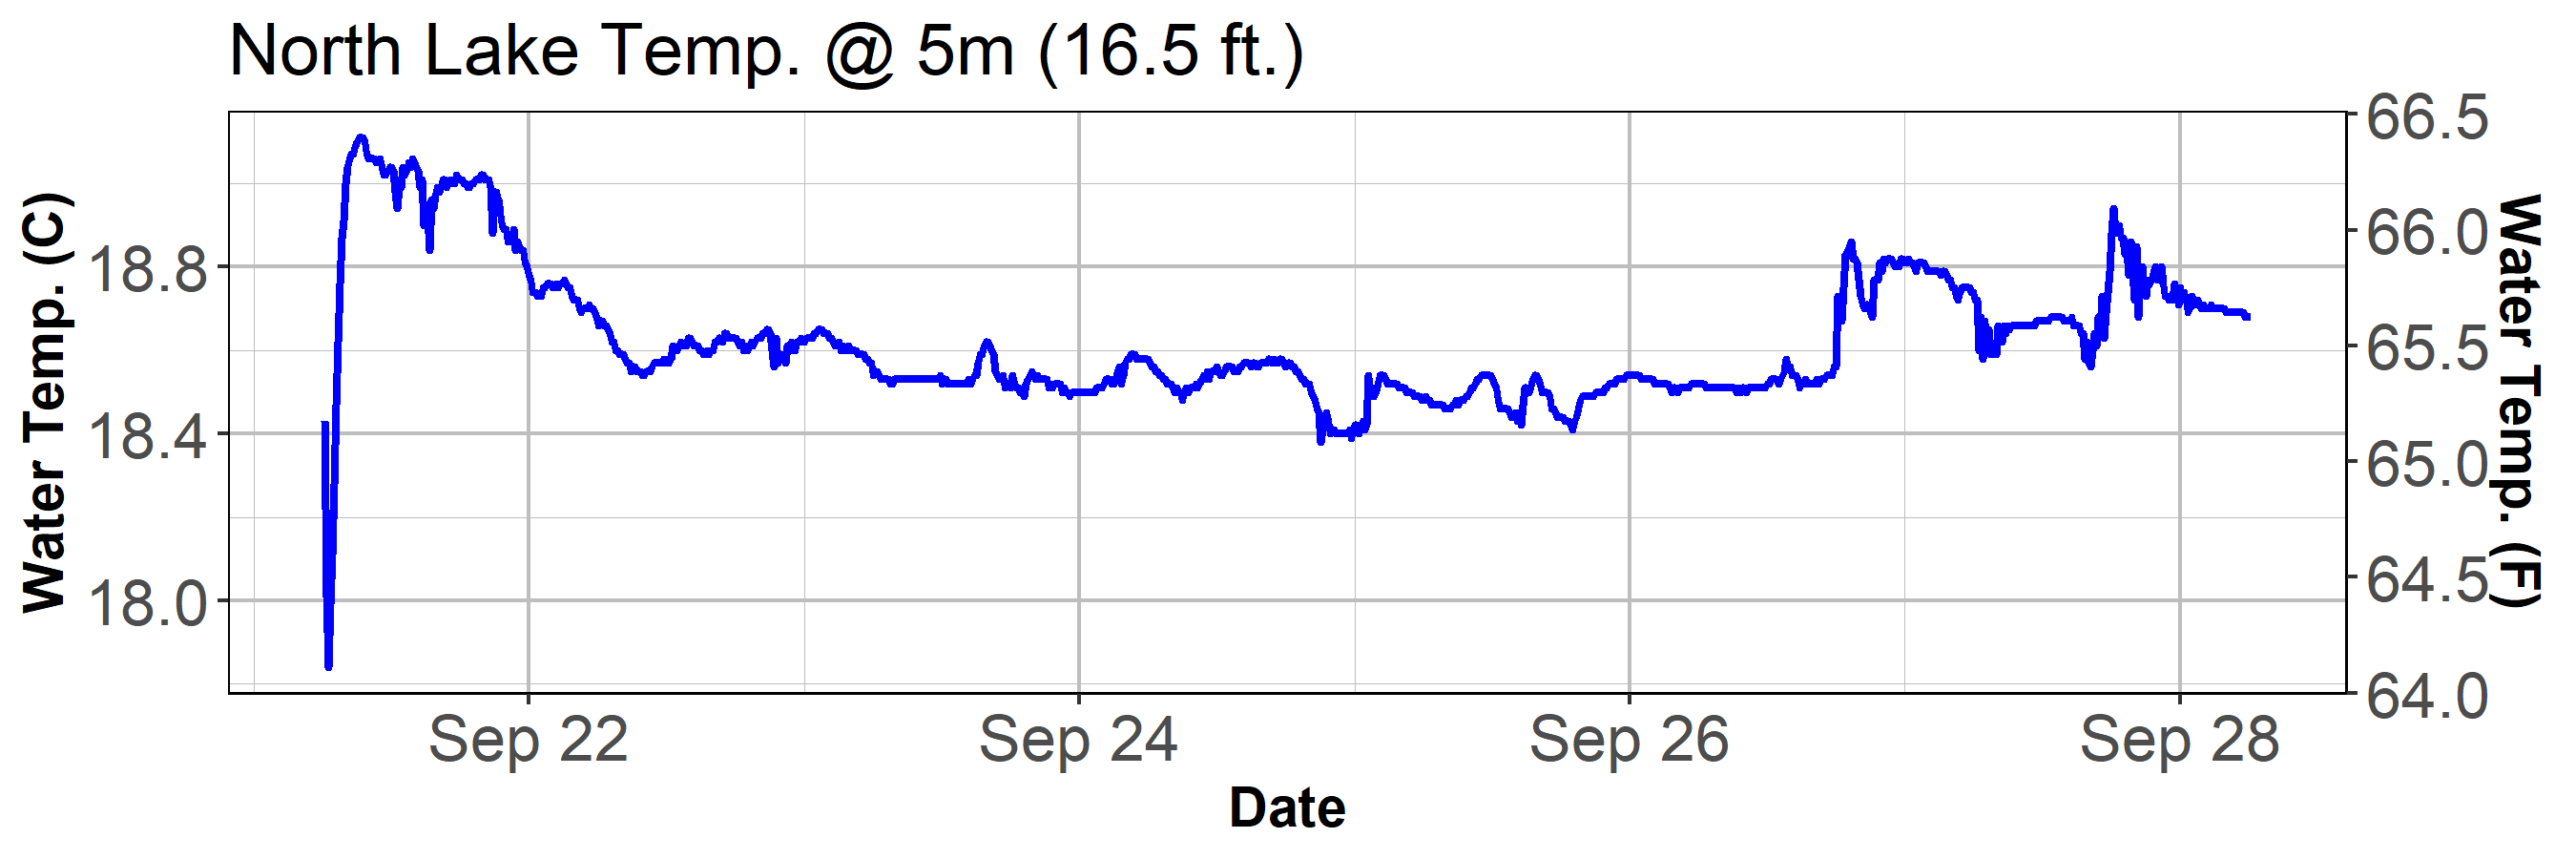 North Lake Temp. @ 5m (16.5 ft.)
Water Temp. (C)
18.8
18.4
18.0
66.5
66.0
65.5
65.0
64.5
64.0
Water Temp. (F)
Sep 22 Sep 24 Sep 26 Sep 28
Date